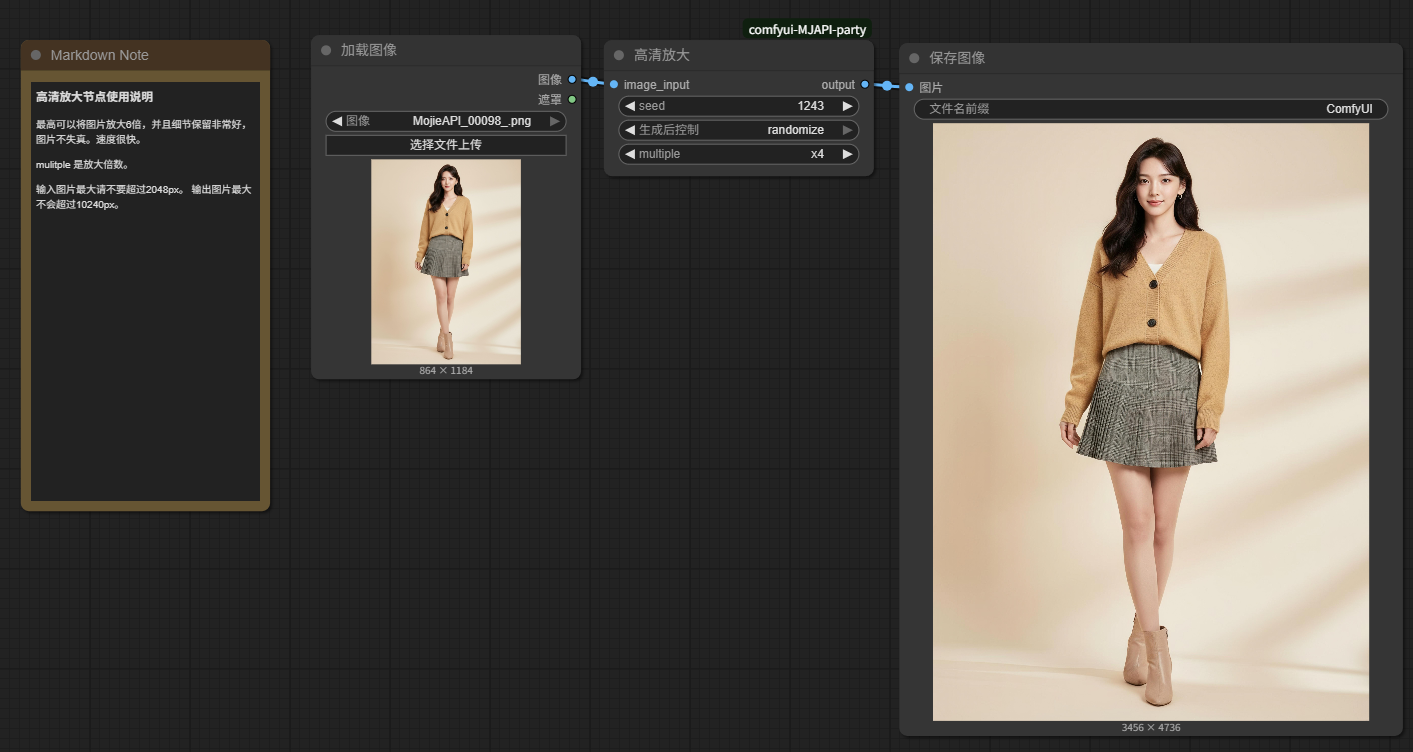 Markdown Note
高清放大节点使用说明
最高可以将图片放大6倍，并且细节保留非常好，
图片不失真。速度很快。
mulitple 是放大倍数。
输入图片最大请不要超过2048px。 输出图片最大
不会超过10240px。
加载图像
图像
遮罩
图像 MojieAPI_00098_.png
选择文件上传
864 × 1184
comfyui-MJAPI-party
高清放大
image_input output
seed 1243
生成后控制 randomize
multiple x4
保存图像
图片
文件名前缀 ComfyUI
3456 × 4736